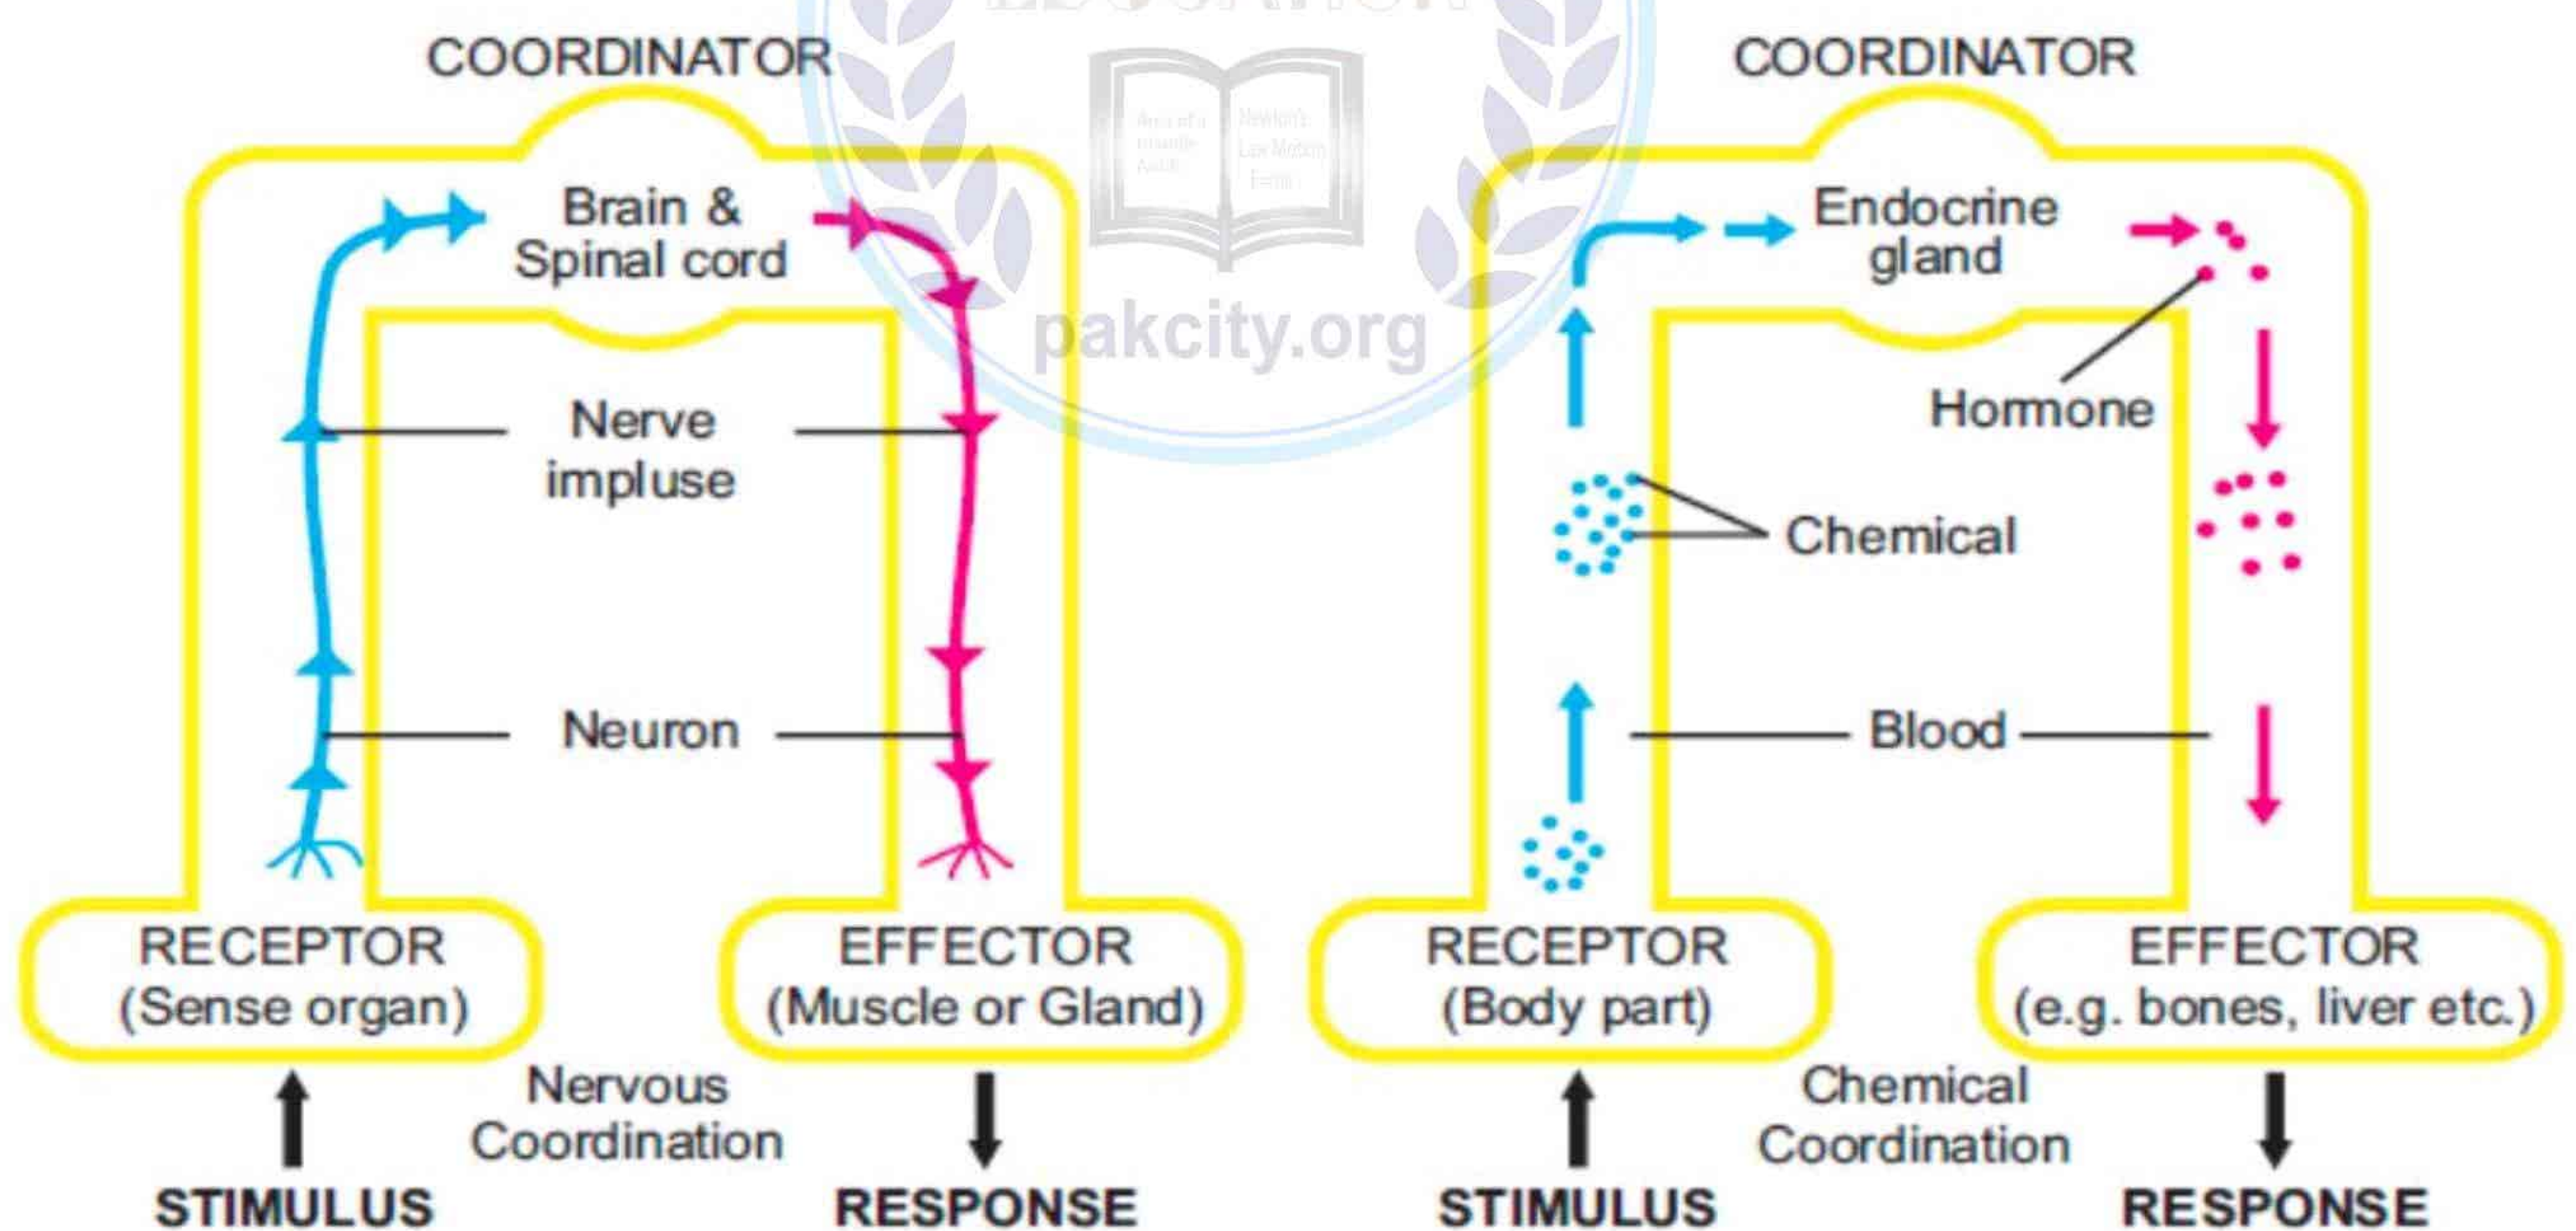 EDUCATION
COORDINATOR
Brain &
Spinal cord
Nerve
impluse
Neuron
RECEPTOR
(Sense organ)
EFFECTOR
(Muscle or Gland)
Nervous
Coordination
STIMULUS
RESPONSE
pakcity.org
COORDINATOR
Endocrine
gland
Hormone
Chemical
Blood
RECEPTOR
(Body part)
EFFECTOR
(e.g. bones, liver etc.)
Chemical
Coordination
STIMULUS
RESPONSE